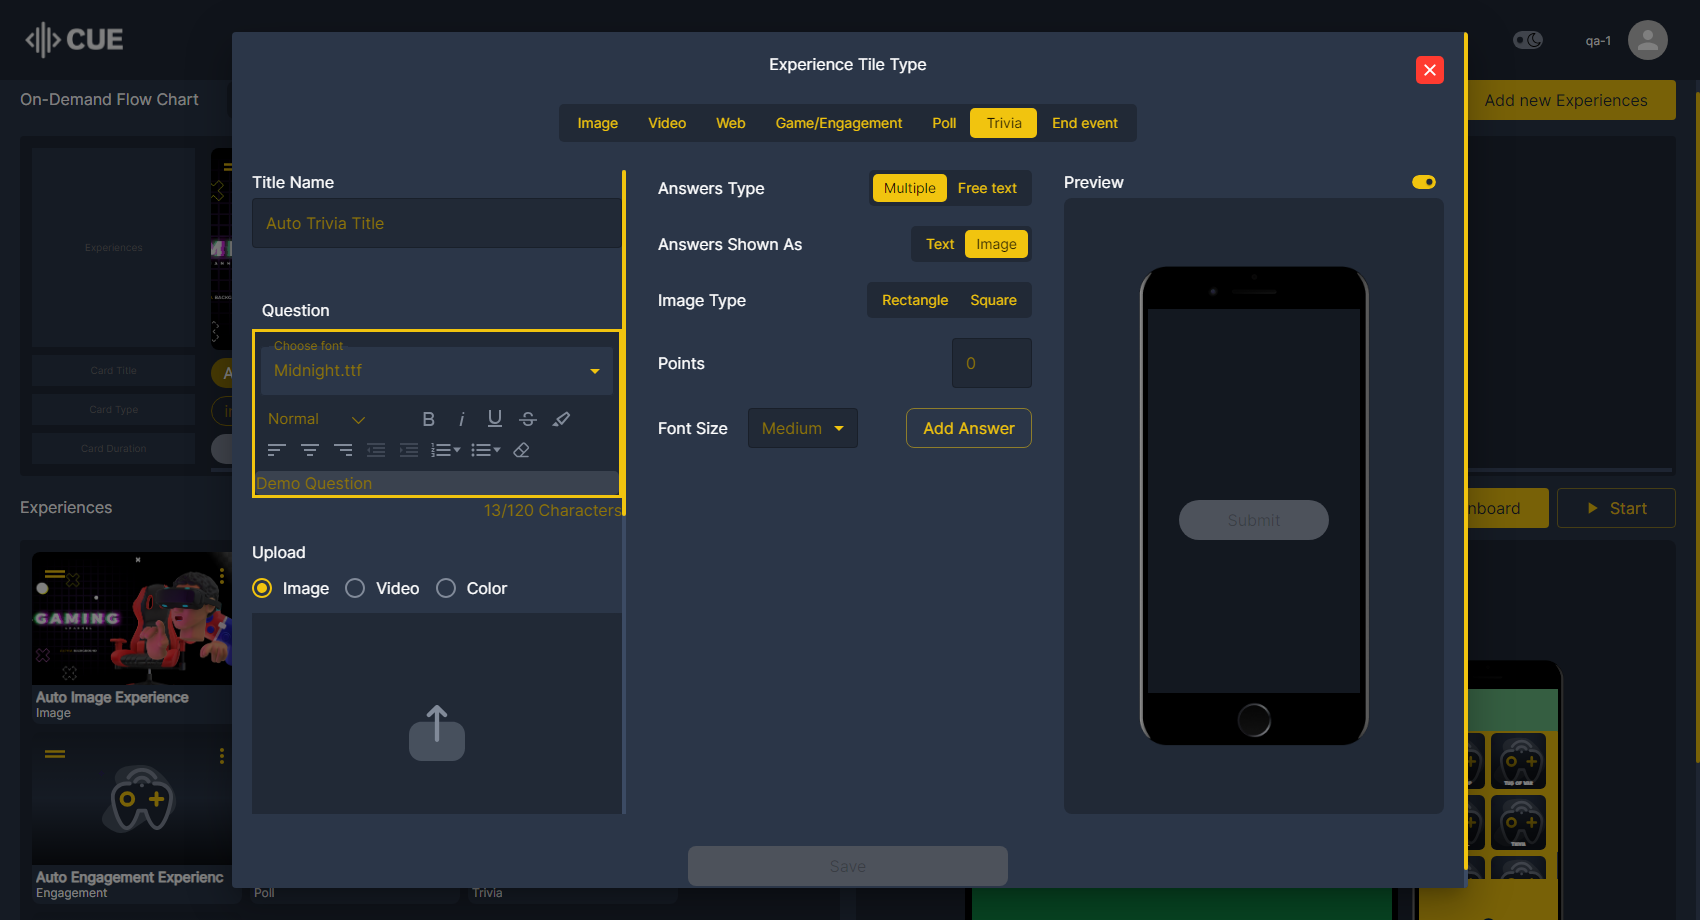 CUE
qa-1
On-Demand Flow Chart
Add new Experiences
Experience Tile Type
Image
Video
Web
Game/Engagement
Poll
Trivia
End event
Title Name
Auto Trivia Title
Question
Choose font
Midnight.ttf
Normal
Demo Question
13/120 Characters
Upload
Image
Video
Color
Answers Type
Multiple
Free text
Answers Shown As
Text
Image
Image Type
Rectangle
Square
Points
0
Font Size
Medium
Add Answer
Preview
Submit
Save
Experiences
Card Title
Card Type
Card Duration
Experiences
Start
GAMING
Auto Image Experience
Image
Auto Engagement Experienc
Engagement
Poll
Trivia